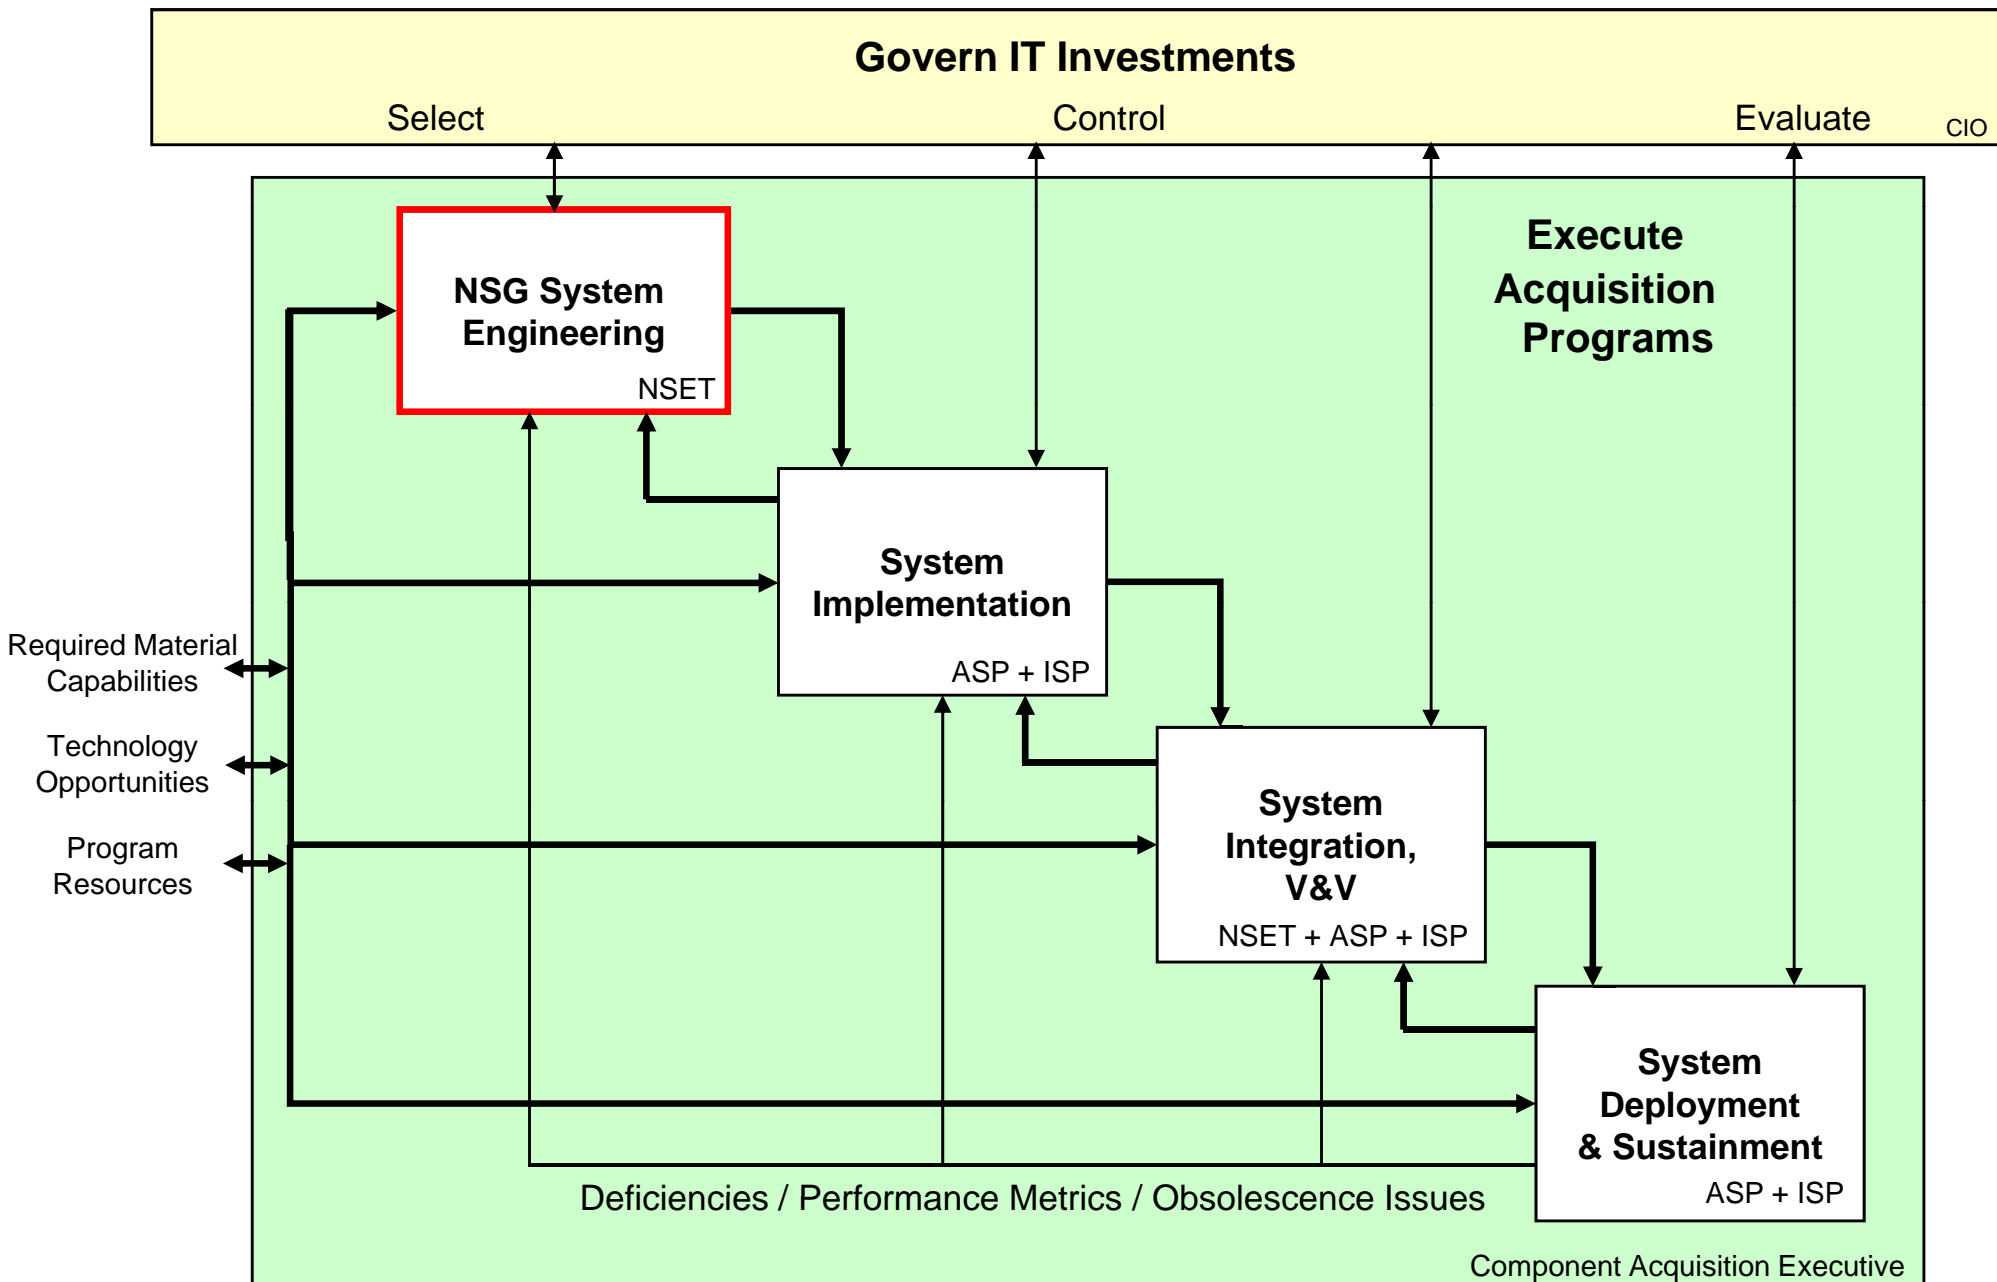 Govern IT Investments
Select
Control
Evaluate
CIO
Execute
Acquisition
Programs
NSG System
Engineering
NSET
System
Implementation
ASP + ISP
Required Material
Capabilities
Technology
Opportunities
Program
Resources
System
Integration,
V&V
NSET + ASP + ISP
System
Deployment
& Sustainment
ASP + ISP
Deficiencies / Performance Metrics / Obsolescence Issues
Component Acquisition Executive